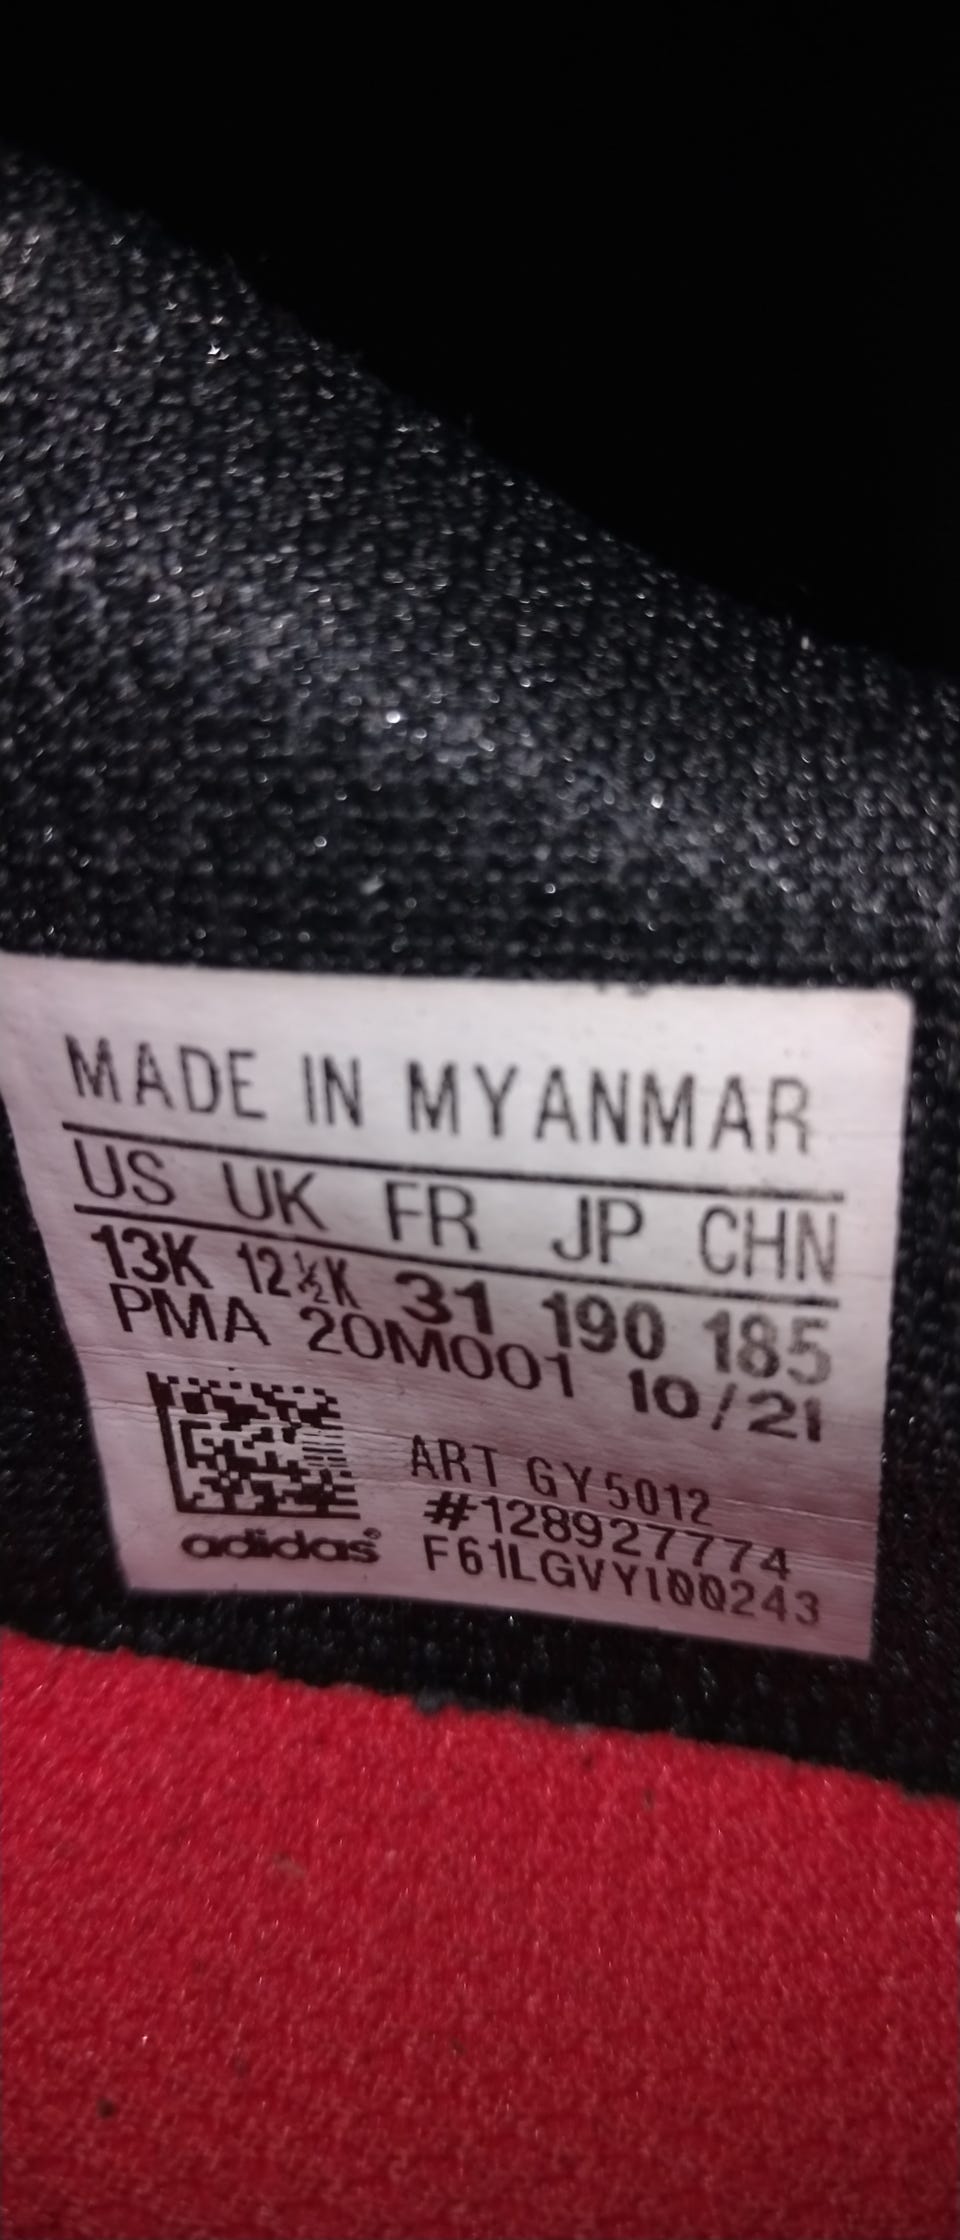 MADE IN MYANMAR
US UK FR JP CHN
13K 12½K 31 190 185
PMA 20M001 10/21
ART GY5012
#128927774
adidas® F61LGVY100243